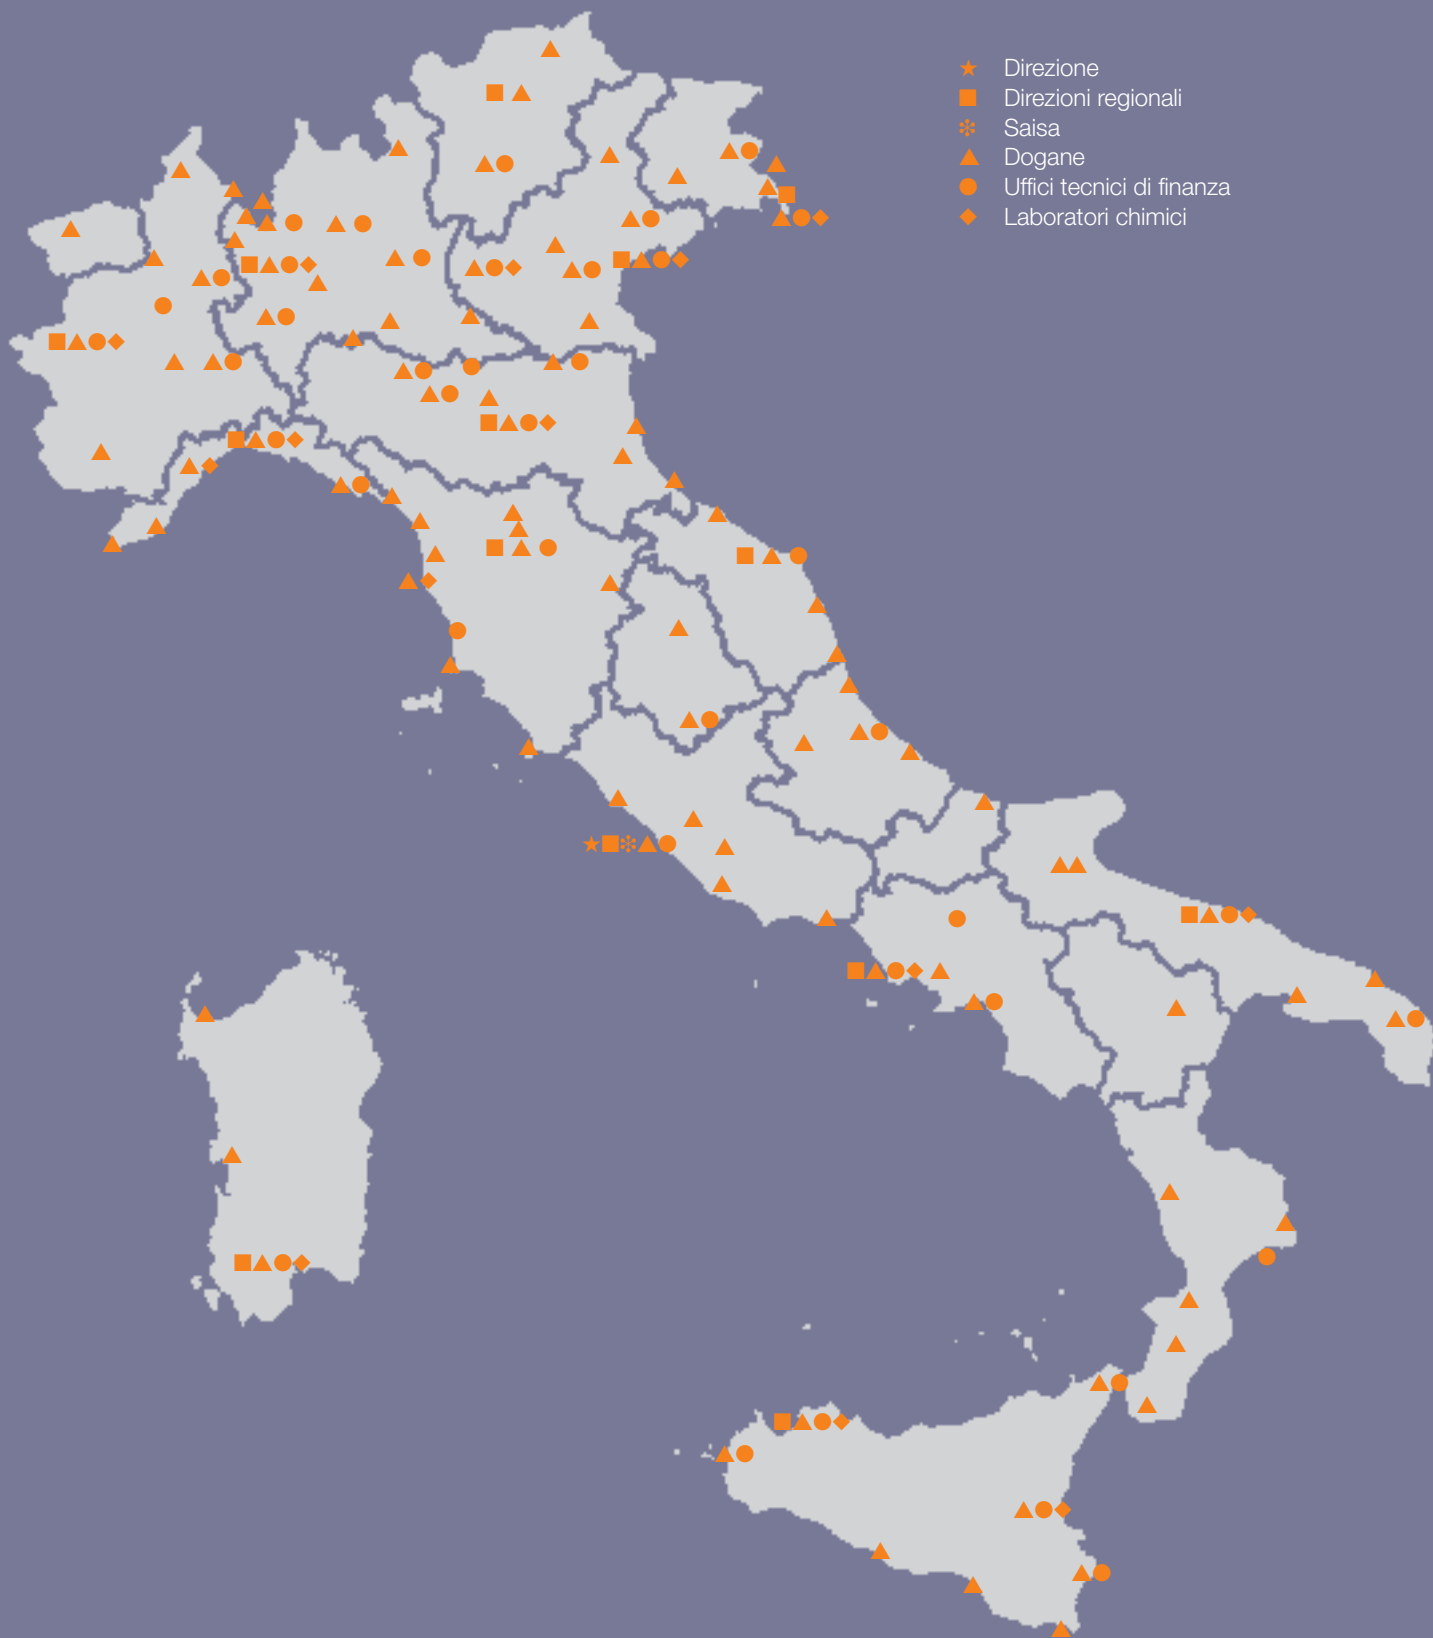 Direzione
Direzioni regionali
Saisa
Dogane
Uffici tecnici di finanza
Laboratori chimici